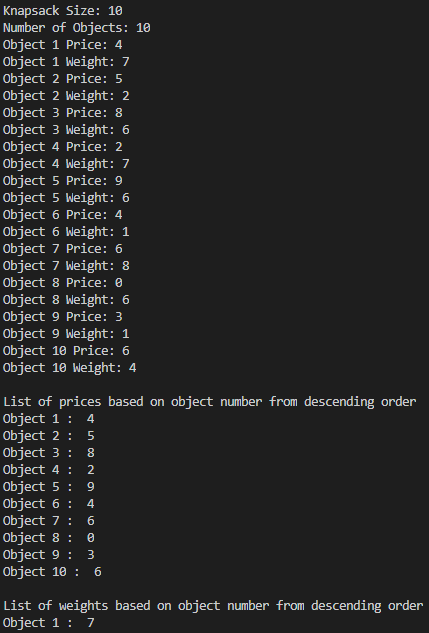 Knapsack Size: 10
Number of Objects: 10
Object 1 Price: 4
Object 1 Weight: 7
Object 2 Price: 5
Object 2 Weight: 2
Object 3 Price: 8
Object 3 Weight: 6
Object 4 Price: 2
Object 4 Weight: 7
Object 5 Price: 9
Object 5 Weight: 6
Object 6 Price: 4
Object 6 Weight: 1
Object 7 Price: 6
Object 7 Weight: 8
Object 8 Price: 0
Object 8 Weight: 6
Object 9 Price: 3
Object 9 Weight: 1
Object 10 Price: 6
Object 10 Weight: 4
List of prices based on object number from descending order
Object 1 :  4
Object 2 :  5
Object 3 :  8
Object 4 :  2
Object 5 :  9
Object 6 :  4
Object 7 :  6
Object 8 :  0
Object 9 :  3
Object 10 :  6
List of weights based on object number from descending order
Object 1 :  7